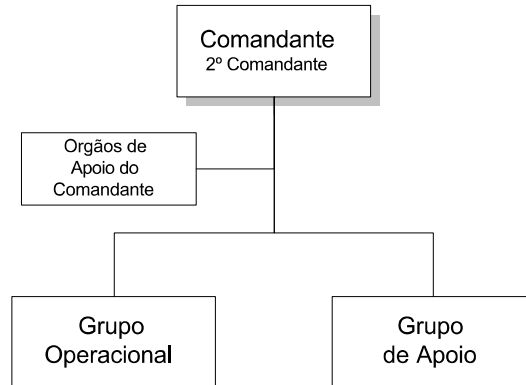 Comandante
2º Comandante
Orgãos de
Apoio do
Comandante
Grupo
Operacional
Grupo
de Apoio